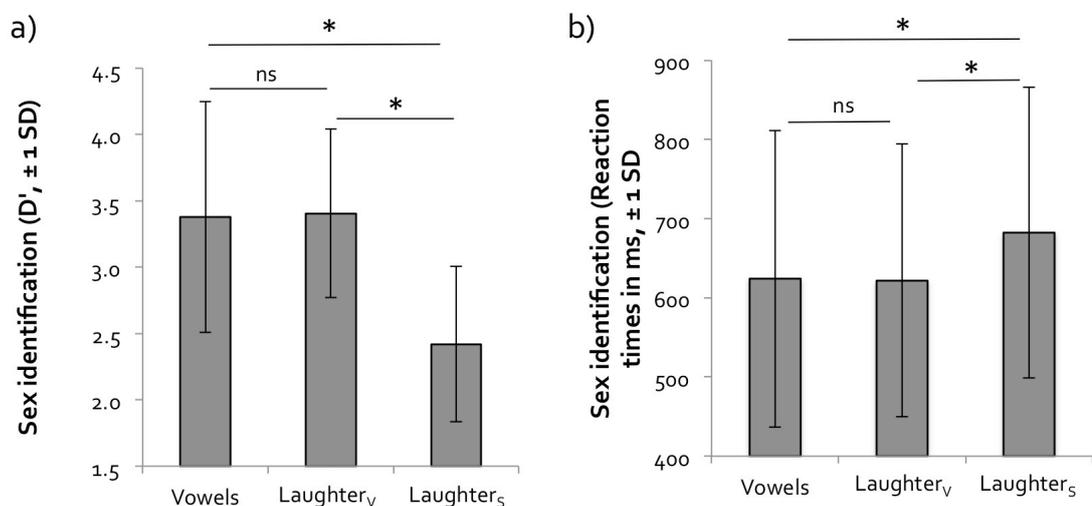 a)
*
ns
*
Sex identification (D', ± 1 SD)
4.5
4.0
3.5
3.0
2.5
2.0
1.5
Vowels
Laughterᵥ
Laughterₛ
b)
*
*
ns
Sex identification (Reaction
times in ms, ± 1 SD
900
800
700
600
500
400
Vowels
Laughterᵥ
Laughterₛ